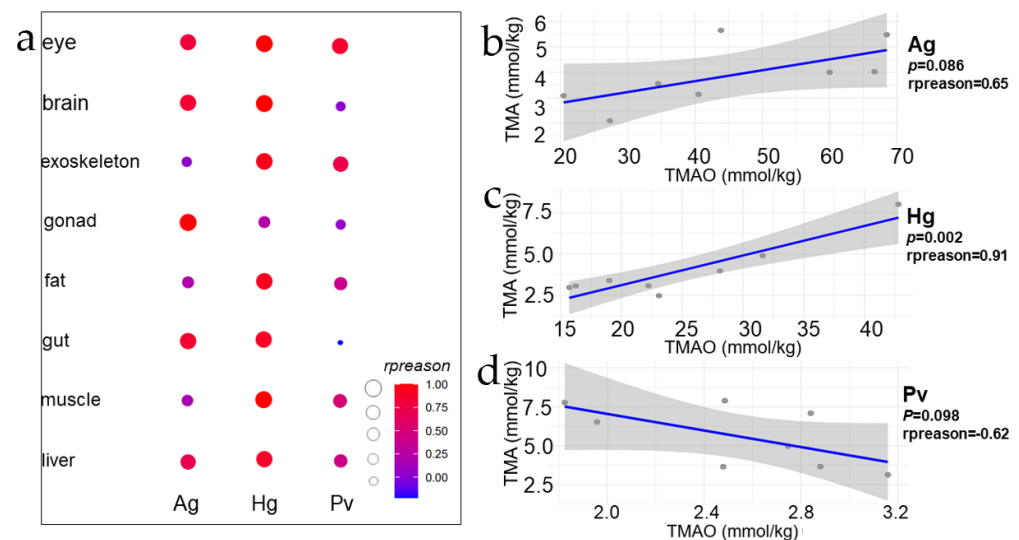 a
eye
brain
exoskeleton
gonad
fat
gut
muscle
liver
Ag Hg Pv
rpreason
1.00
0.75
0.50
0.25
0.00
b
TMA (mmol/kg)
6
5
4
3
2
20 30 40 50 60 70
TMAO (mmol/kg)
Ag
p=0.086
rpreason=0.65
c
TMA (mmol/kg)
7.5
5.0
2.5
15 20 25 30 35 40
TMAO (mmol/kg)
Hg
p=0.002
rpreason=0.91
d
TMA (mmol/kg)
10
7.5
5.0
2.5
2.0 2.4 2.8 3.2
TMAO (mmol/kg)
Pv
P=0.098
rpreason=-0.62